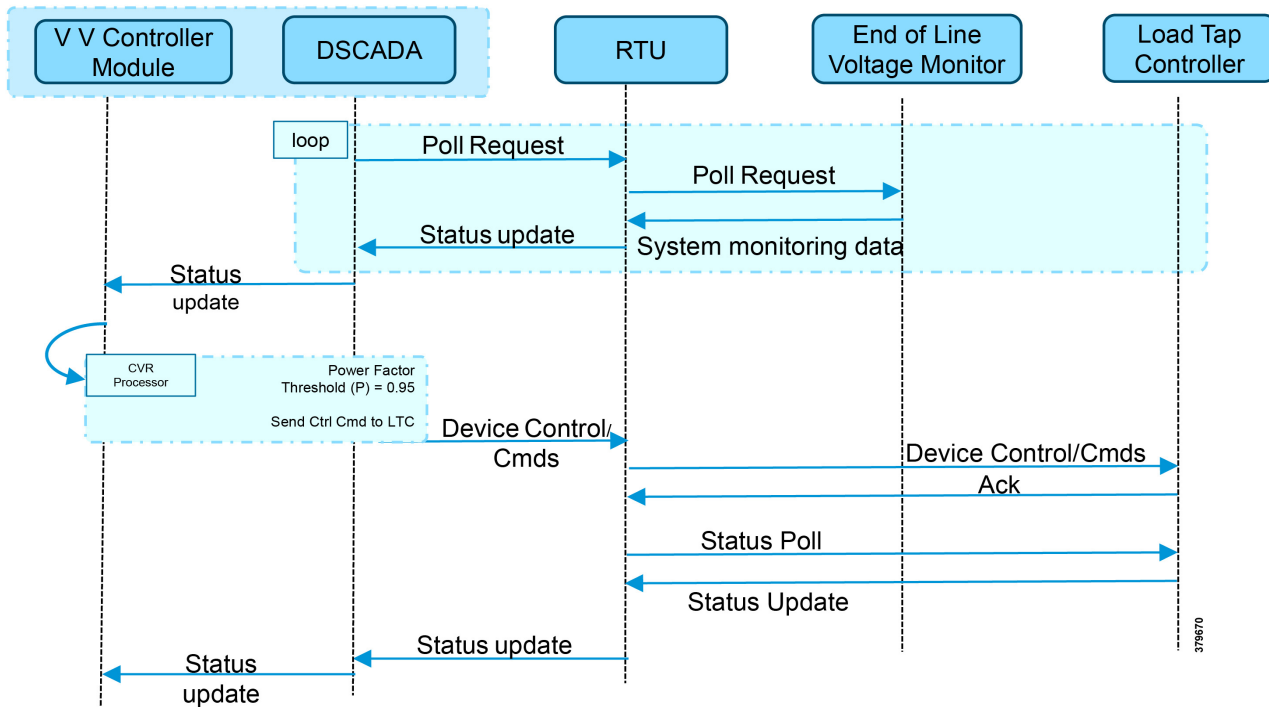 V V Controller
Module
DSCADA
RTU
End of Line
Voltage Monitor
Load Tap
Controller
loop
Poll Request
Poll Request
Status update
System monitoring data
Status
update
CVR
Processor
Power Factor
Threshold (P) = 0.95
Send Ctrl Cmd to LTC
Device Control/
Cmds
Device Control/Cmds
Ack
Status Poll
Status Update
Status update
Status
update
379670